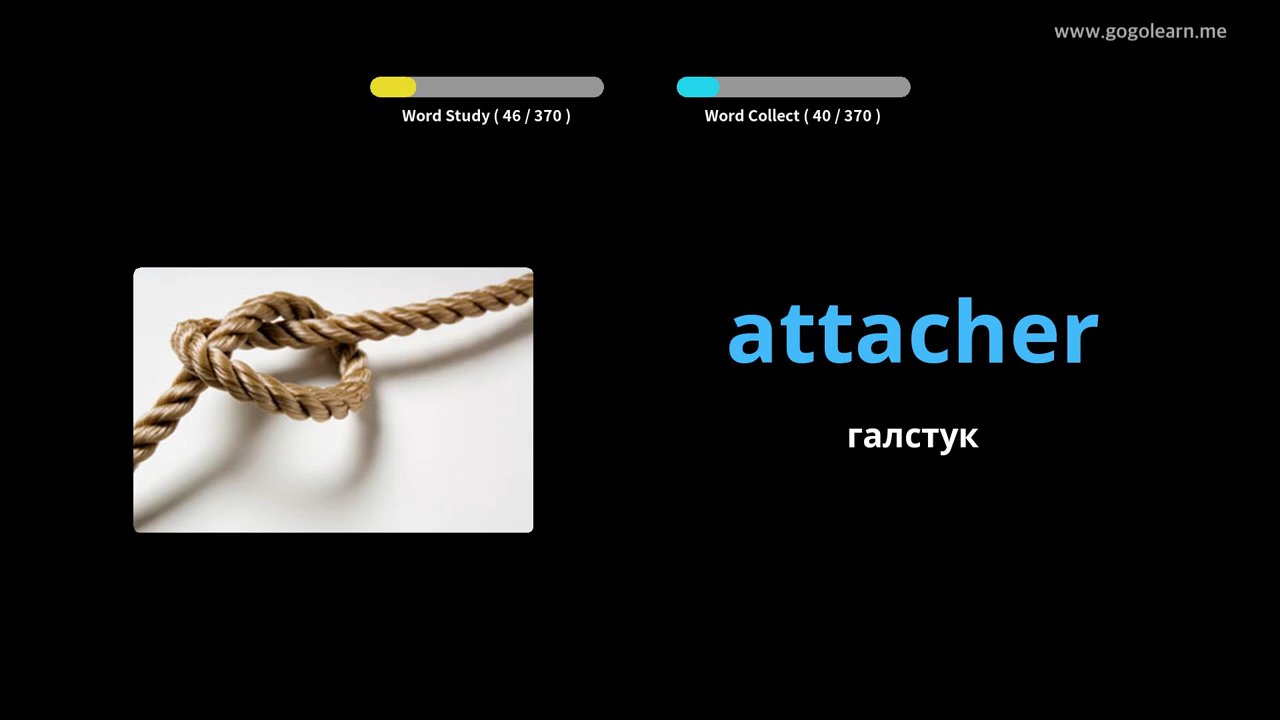 www.gogolearn.me
Word Study ( 46 / 370 )
Word Collect ( 40 / 370 )
attacher
галстук